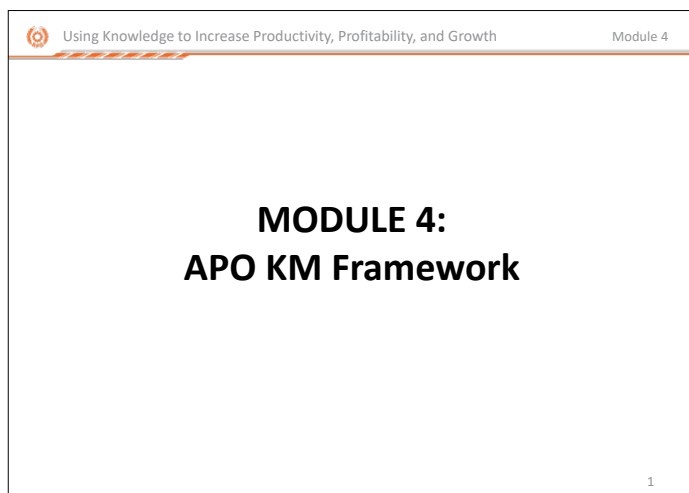 Using Knowledge to Increase Productivity, Profitability, and Growth Module 4
MODULE 4:
APO KM Framework
1